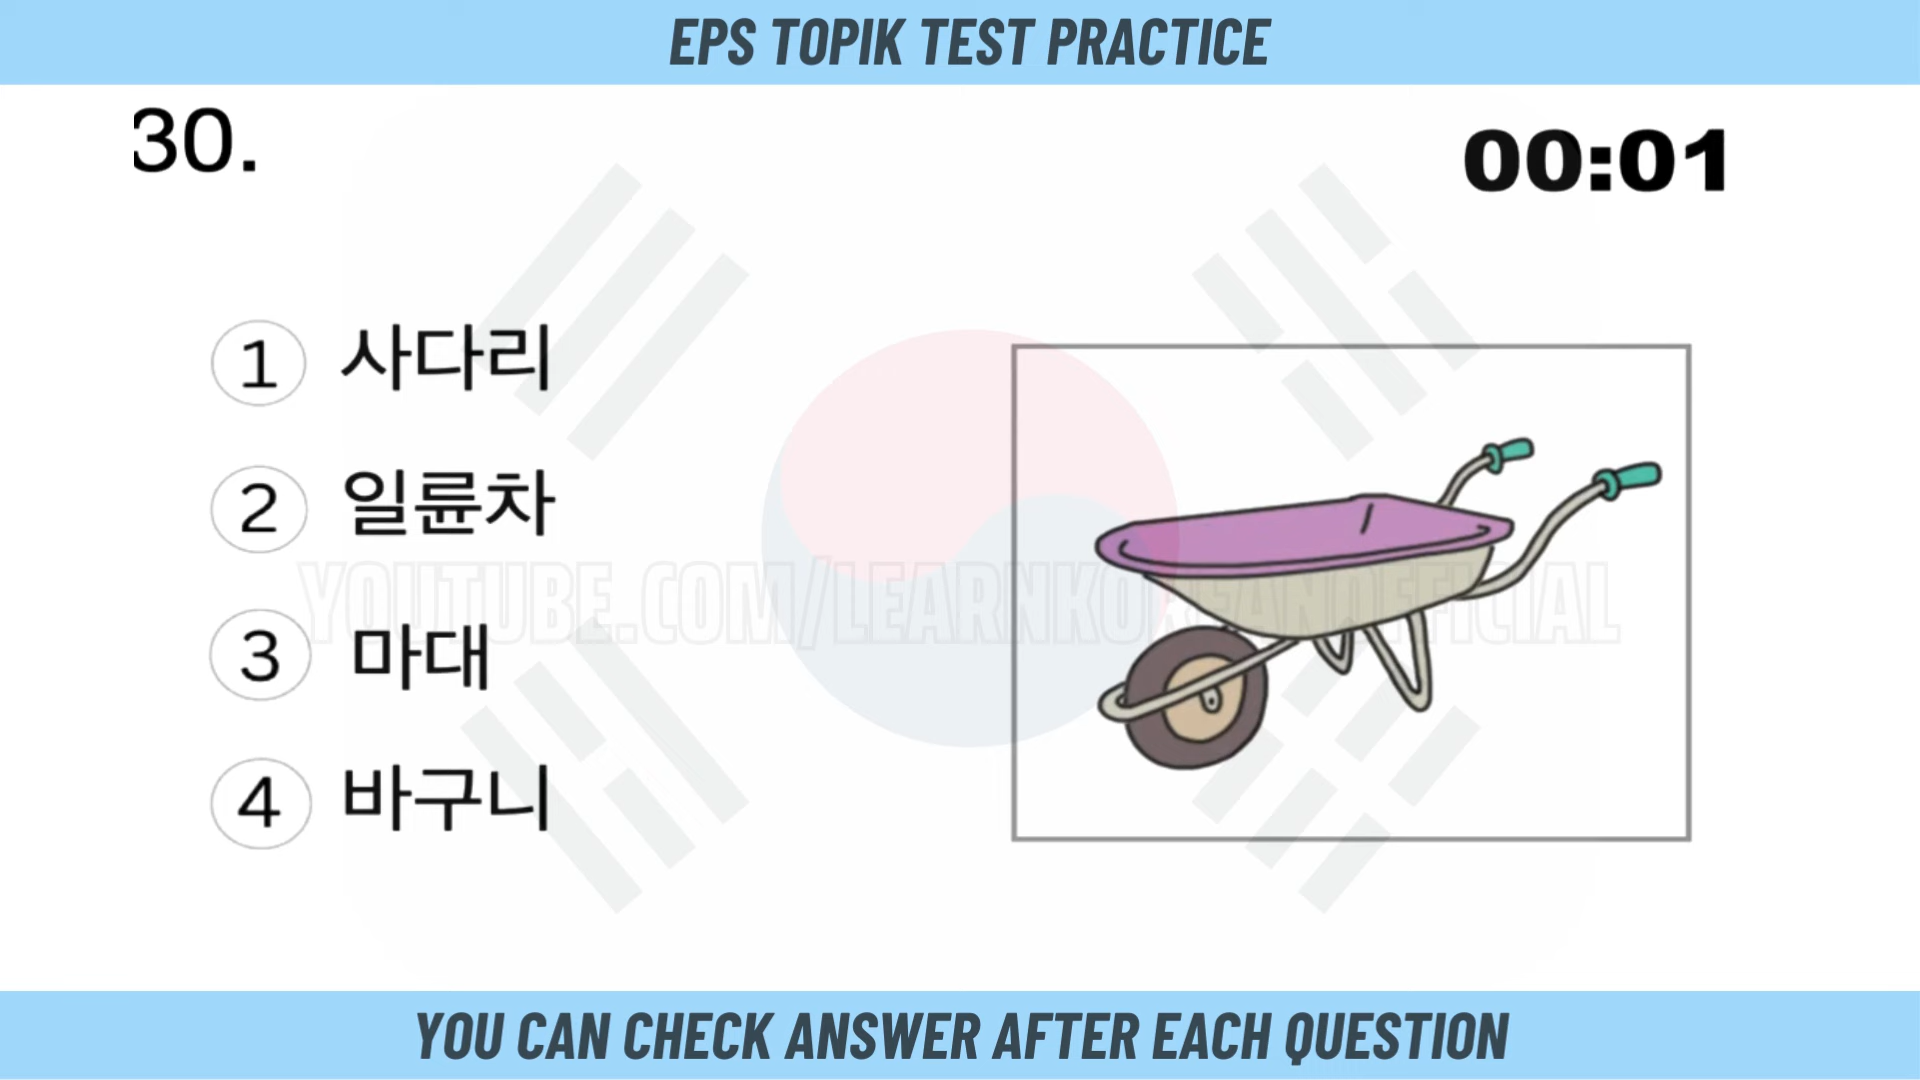 EPS TOPIK TEST PRACTICE
30.
00:01
1 사다리
2 일륜차
3 마대
4 바구니
YOUTUBE.COM/LEARNKOREANOFFICIAL
YOU CAN CHECK ANSWER AFTER EACH QUESTION